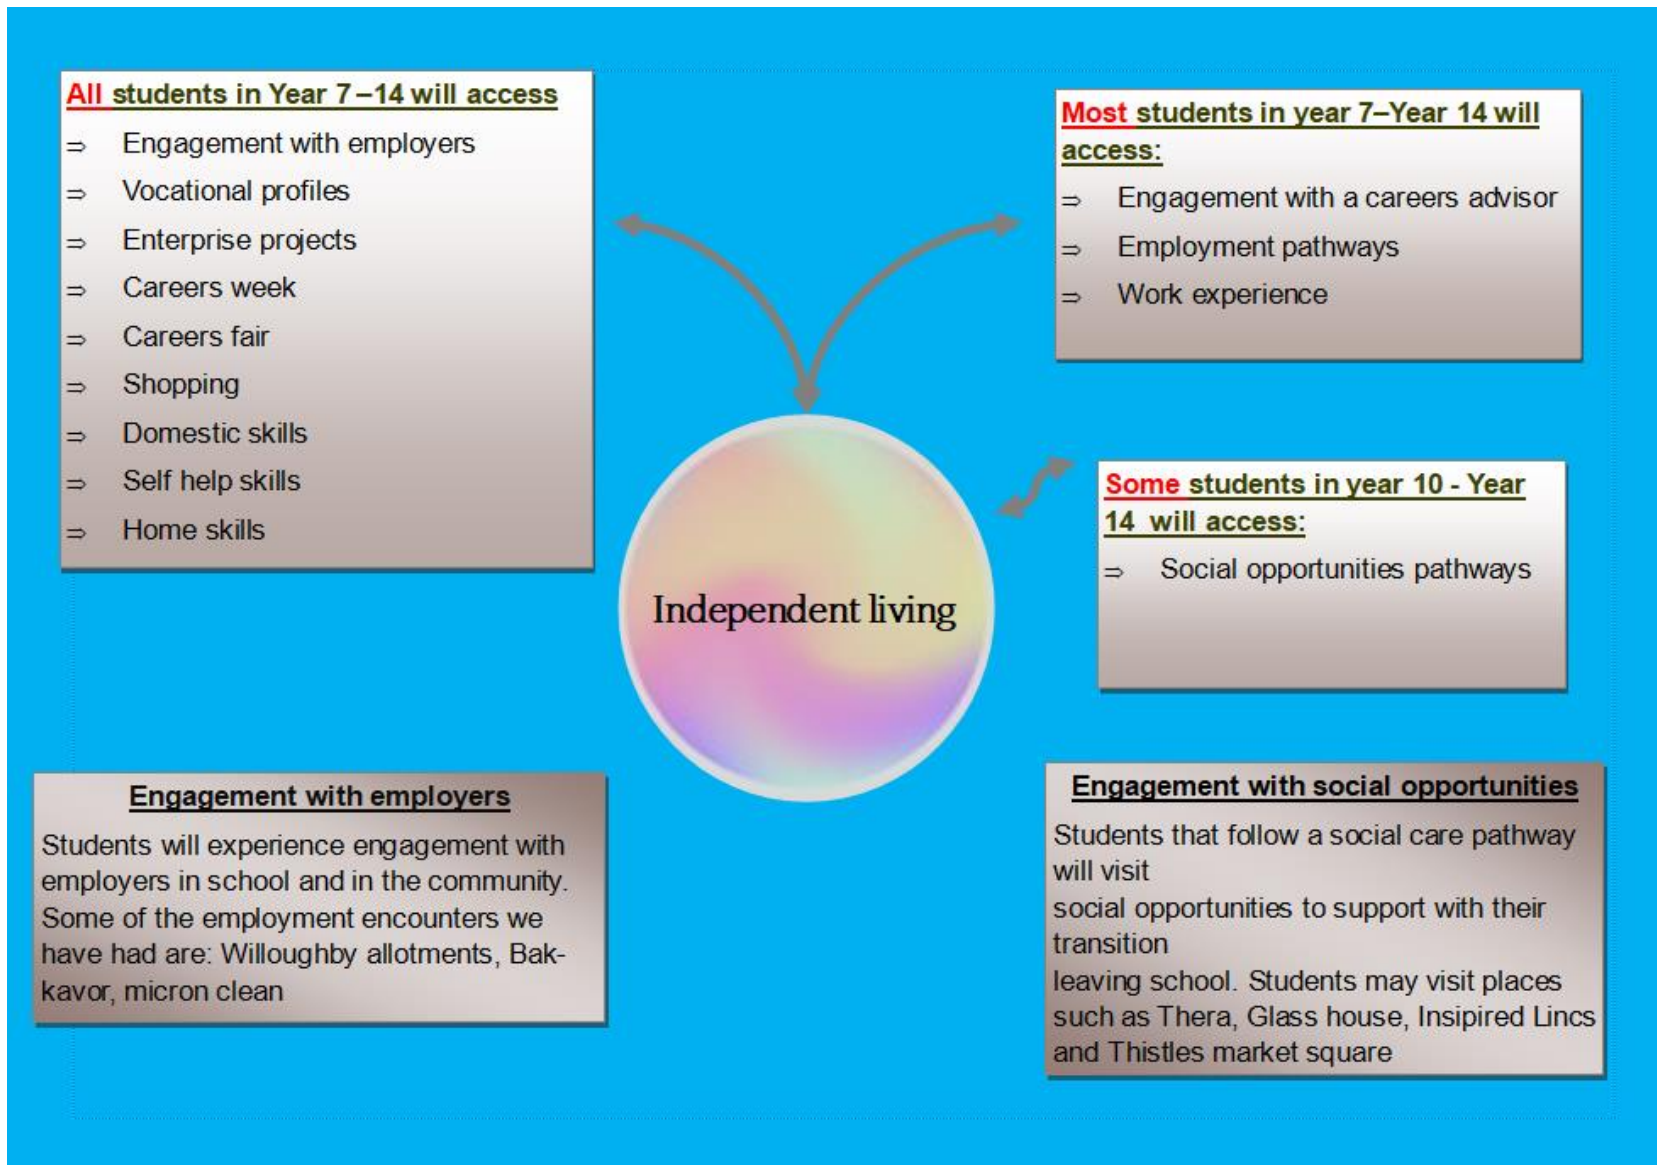 All students in Year 7–14 will access
⇒ Engagement with employers
⇒ Vocational profiles
⇒ Enterprise projects
⇒ Careers week
⇒ Careers fair
⇒ Shopping
⇒ Domestic skills
⇒ Self help skills
⇒ Home skills
Most students in year 7–Year 14 will
access:
⇒ Engagement with a careers advisor
⇒ Employment pathways
⇒ Work experience
Some students in year 10 - Year
14 will access:
⇒ Social opportunities pathways
Independent living
Engagement with employers
Students will experience engagement with
employers in school and in the community.
Some of the employment encounters we
have had are: Willoughby allotments, Bak-
kavor, micron clean
Engagement with social opportunities
Students that follow a social care pathway
will visit
social opportunities to support with their
transition
leaving school. Students may visit places
such as Thera, Glass house, Insipired Lincs
and Thistles market square